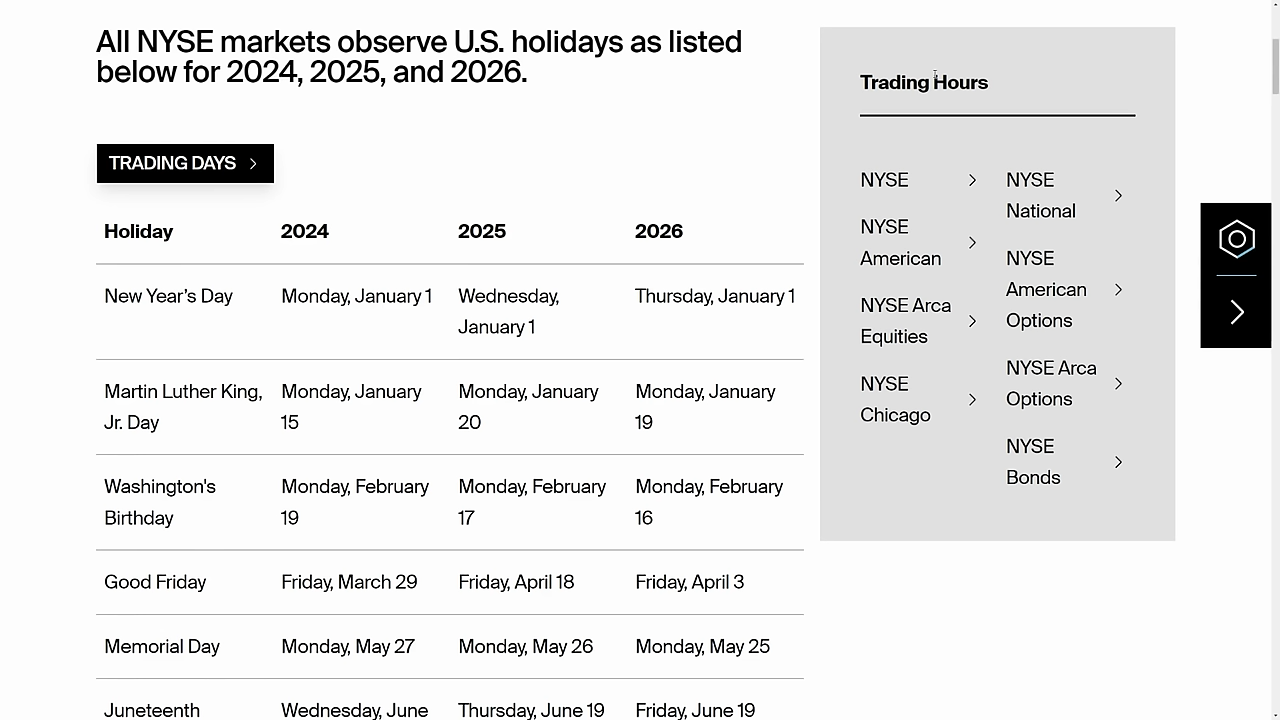 All NYSE markets observe U.S. holidays as listed
below for 2024, 2025, and 2026.
TRADING DAYS
Holiday 2024 2025 2026
New Year’s Day Monday, January 1 Wednesday, Thursday, January 1
January 1
Martin Luther King, Monday, January Monday, January Monday, January
Jr. Day 15 20 19
Washington's Monday, February Monday, February Monday, February
Birthday 19 17 16
Good Friday Friday, March 29 Friday, April 18 Friday, April 3
Memorial Day Monday, May 27 Monday, May 26 Monday, May 25
Juneteenth Wednesday, June Thursday, June 19 Friday, June 19
Trading Hours
NYSE
NYSE
American
NYSE Arca
Equities
NYSE
Chicago
NYSE
National
NYSE
American
Options
NYSE Arca
Options
NYSE
Bonds